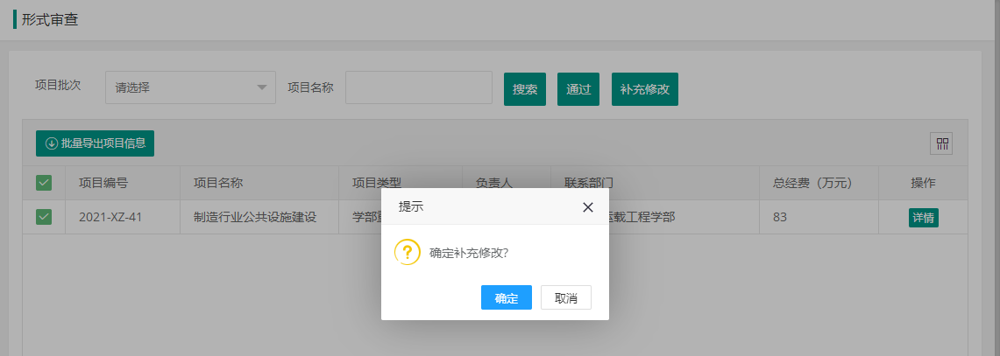 形式审查
项目批次 请选择 项目名称 搜索 通过 补充修改
批量导出项目信息
项目编号 项目名称 项目类型 负责人 联系部门 总经费（万元） 操作
2021-XZ-41 制造行业公共设施建设 学部 运载工程学部 83 详情
提示
确定补充修改?
确定 取消